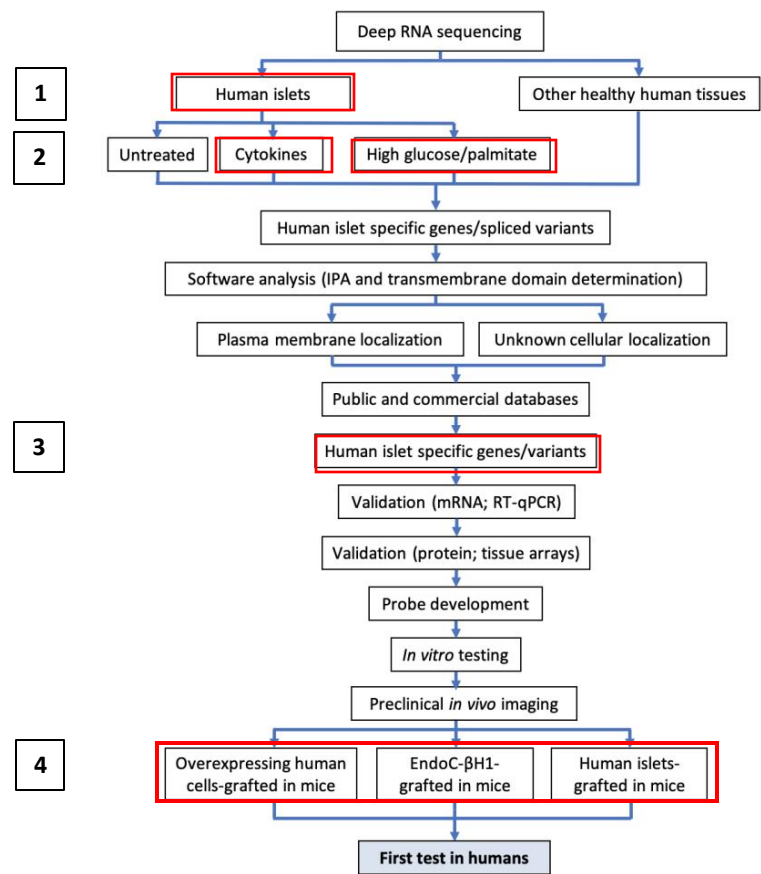 Deep RNA sequencing
1
Human islets
Other healthy human tissues
2
Untreated
Cytokines
High glucose/palmitate
Human islet specific genes/spliced variants
Software analysis (IPA and transmembrane domain determination)
Plasma membrane localization
Unknown cellular localization
Public and commercial databases
3
Human islet specific genes/variants
Validation (mRNA; RT-qPCR)
Validation (protein; tissue arrays)
Probe development
In vitro testing
Preclinical in vivo imaging
4
Overexpressing human
cells-grafted in mice
EndoC-βH1-
grafted in mice
Human islets-
grafted in mice
First test in humans